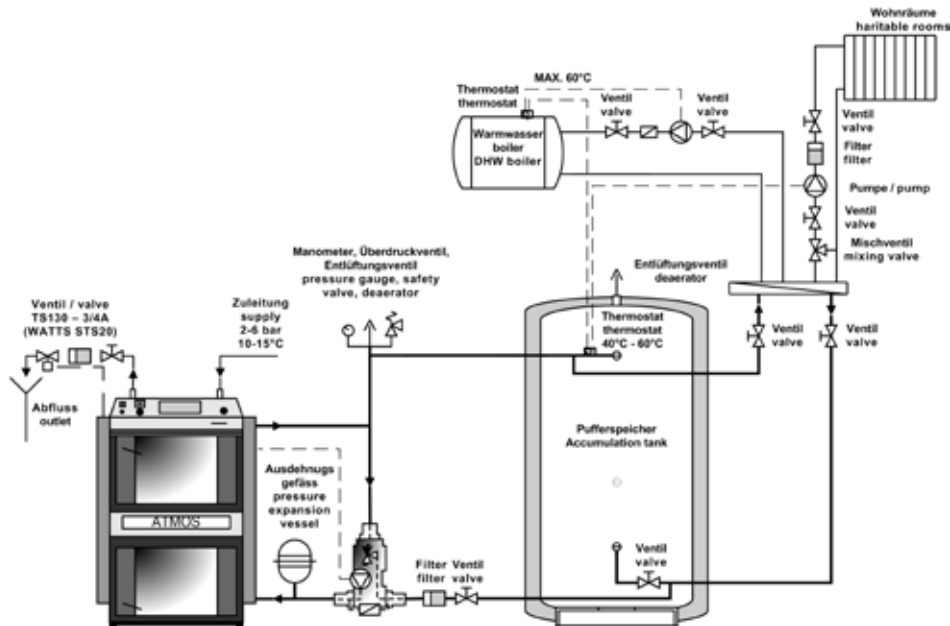 Wohnräume
haritable rooms
MAX. 60°C
Thermostat
thermostat
Ventil
valve
Ventil
valve
Ventil
valve
Warmwasser
boiler
DHW boiler
Filter
filter
Pumpe / pump
Ventil
valve
Mischventil
mixing valve
Manometer, Überdruckventil,
Entlüftungsventil
pressure gauge, safety
valve, deaerator
Entlüftungsventil
deaerator
Ventil / valve
TS130 – 3/4A
(WATTS STS20)
Zuleitung
supply
2-6 bar
10-15°C
Thermostat
thermostat
40°C - 60°C
Ventil
valve
Ventil
valve
Abfluss
outlet
Pufferspeicher
Accumulation tank
Ausdehnugs
gefäss
pressure
expansion
vessel
ATMOS
Filter
filter
Ventil
valve
Ventil
valve